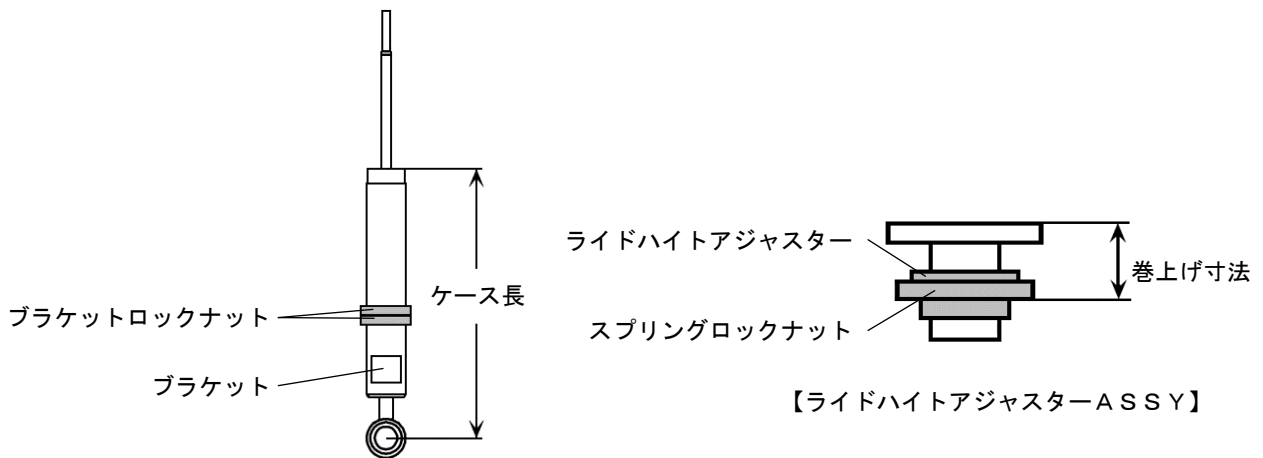 ケース長
ブラケットロックナット
ブラケット
ライドハイトアジャスター
巻上げ寸法
スプリングロックナット
【ライドハイトアジャスターＡＳＳＹ】